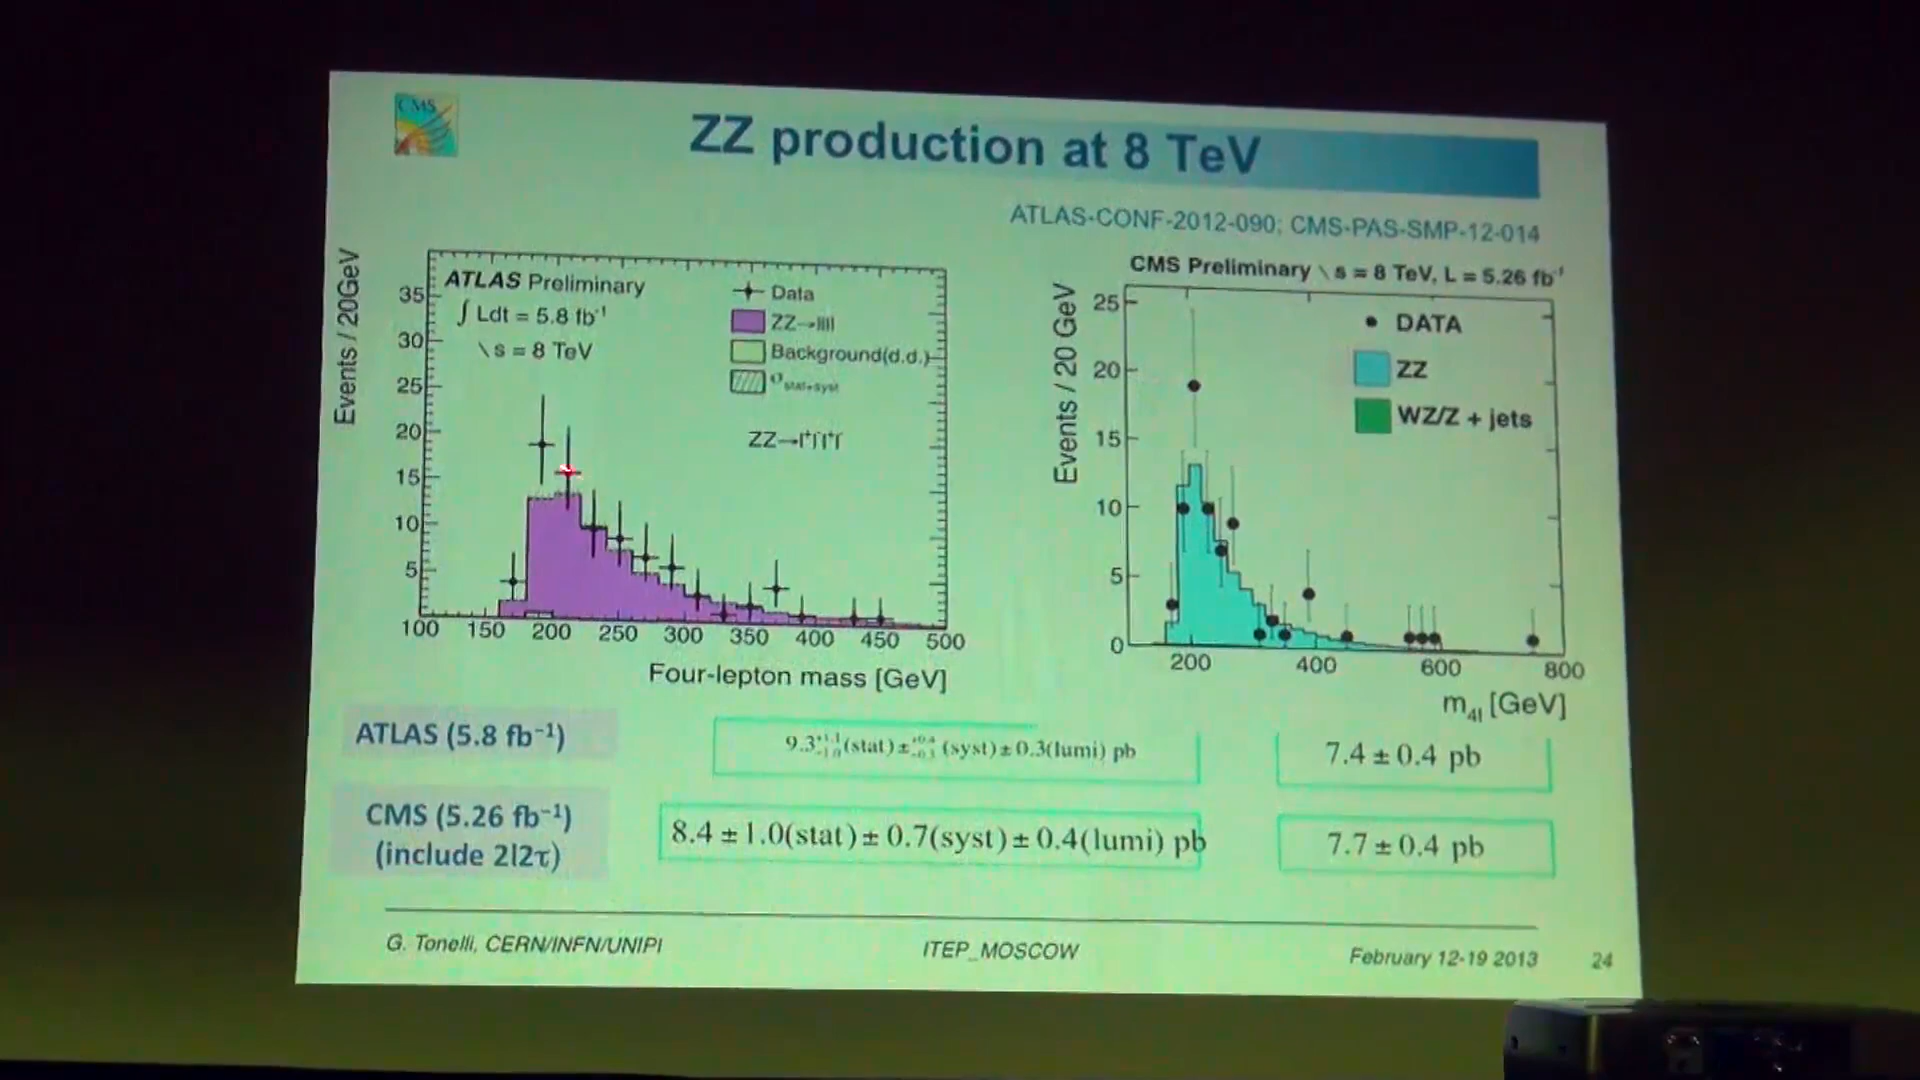 CMS
ZZ production at 8 TeV
ATLAS-CONF-2012-090; CMS-PAS-SMP-12-014
Events / 20GeV
ATLAS Preliminary
∫ Ldt = 5.8 fb⁻¹
\s = 8 TeV
Data
ZZ→llll
Background(d.d.)
σstat+syst
ZZ→l⁺l⁻l⁺l⁻
35
30
25
20
15
10
5
100 150 200 250 300 350 400 450 500
Four-lepton mass [GeV]
CMS Preliminary \s = 8 TeV, L = 5.26 fb⁻¹
Events / 20 GeV
DATA
ZZ
WZ/Z + jets
25
20
15
10
5
0
200 400 600 800
m4l [GeV]
ATLAS (5.8 fb⁻¹)
9.3 (stat) ± (syst) ± 0.3(lumi) pb
7.4 ± 0.4 pb
CMS (5.26 fb⁻¹)
(include 2l2τ)
8.4 ± 1.0(stat) ± 0.7(syst) ± 0.4(lumi) pb
7.7 ± 0.4 pb
G. Tonelli, CERN/INFN/UNIPI
ITEP_MOSCOW
February 12-19 2013
24